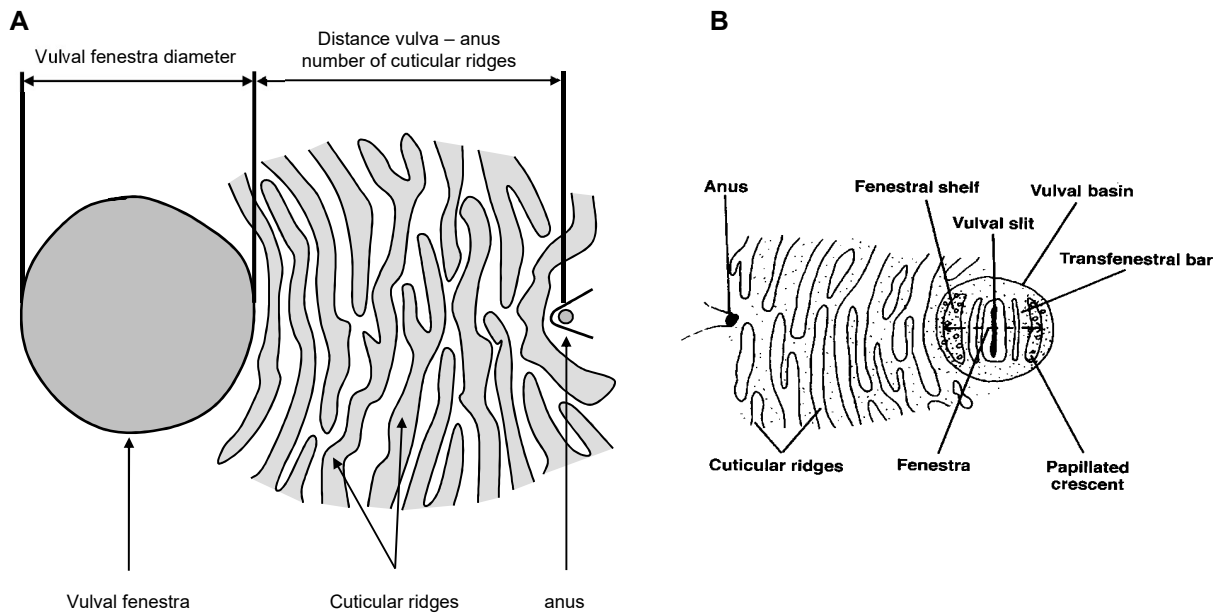 A
Vulval fenestra diameter
Distance vulva – anus
number of cuticular ridges
Vulval fenestra
Cuticular ridges
anus
B
Anus
Fenestral shelf
Vulval basin
Vulval slit
Transfenestral bar
Cuticular ridges
Fenestra
Papillated
crescent